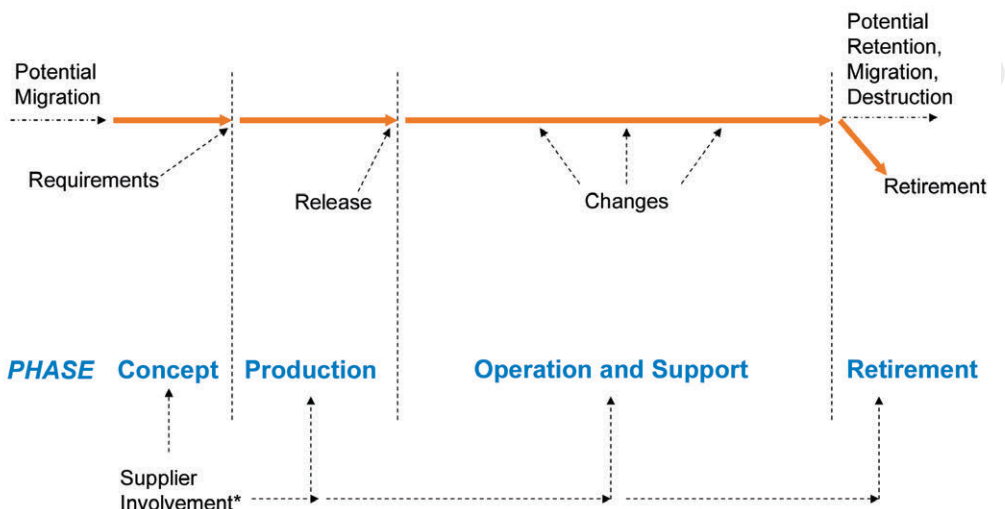 Potential
Migration
Potential
Retention,
Migration,
Destruction
Requirements
Release
Changes
Retirement
PHASE Concept Production Operation and Support Retirement
Supplier
Involvement*